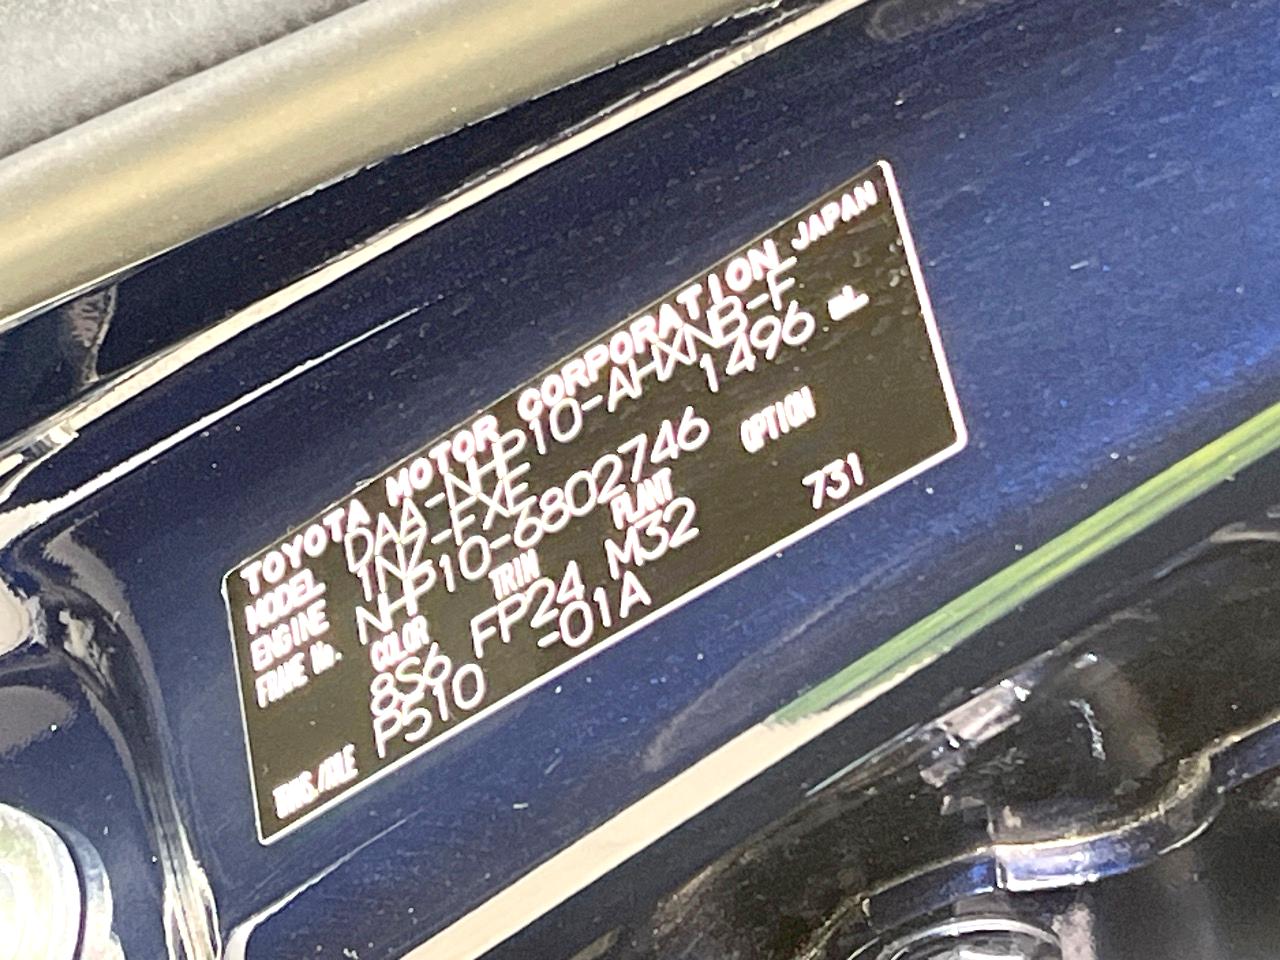 TOYOTA MOTOR CORPORATION JAPAN
MODEL DAA-NHP10-AHXNB-F
ENGINE 1NZ-FXE 1496 mL
FRAME No. NHP10-6802746
COLOR TRIM PLANT OPTION
8S6 FP24 M32 731
TRANS/AXLE P510 -01A